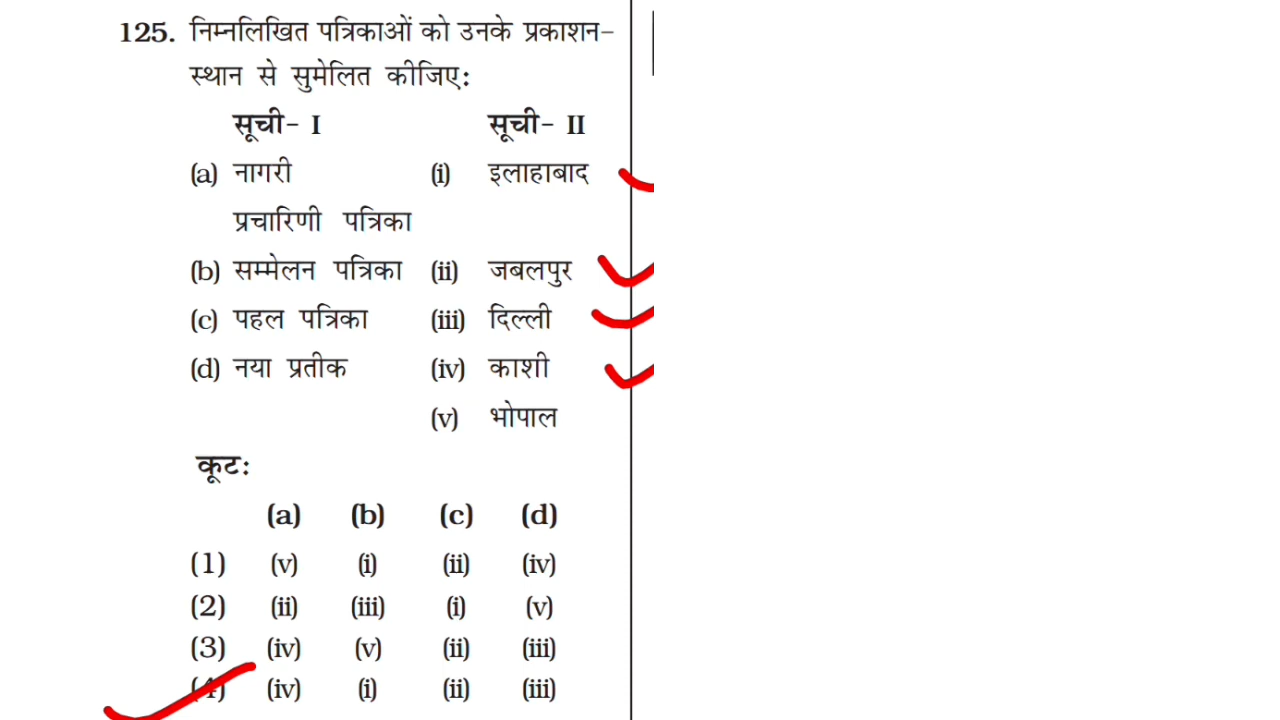 125. निम्नलिखित पत्रिकाओं को उनके प्रकाशन-
स्थान से सुमेलित कीजिए:
सूची- I सूची- II
(a) नागरी (i) इलाहाबाद
प्रचारिणी पत्रिका
(b) सम्मेलन पत्रिका (ii) जबलपुर
(c) पहल पत्रिका (iii) दिल्ली
(d) नया प्रतीक (iv) काशी
(v) भोपाल
कूट:
(a) (b) (c) (d)
(1) (v) (i) (ii) (iv)
(2) (ii) (iii) (i) (v)
(3) (iv) (v) (ii) (iii)
(4) (iv) (i) (ii) (iii)